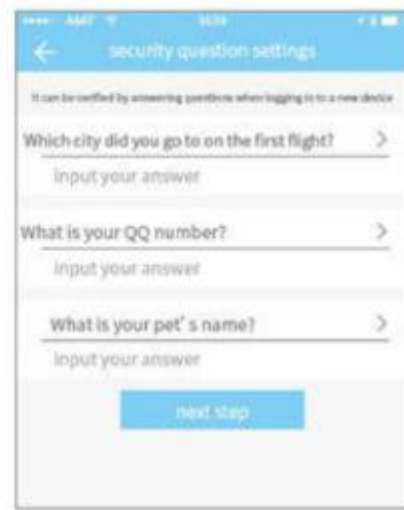 security question settings
It can be verified by answering questions when logging in to a new device
Which city did you go to on the first flight?
input your answer
What is your QQ number?
input your answer
What is your pet's name?
input your answer
next step